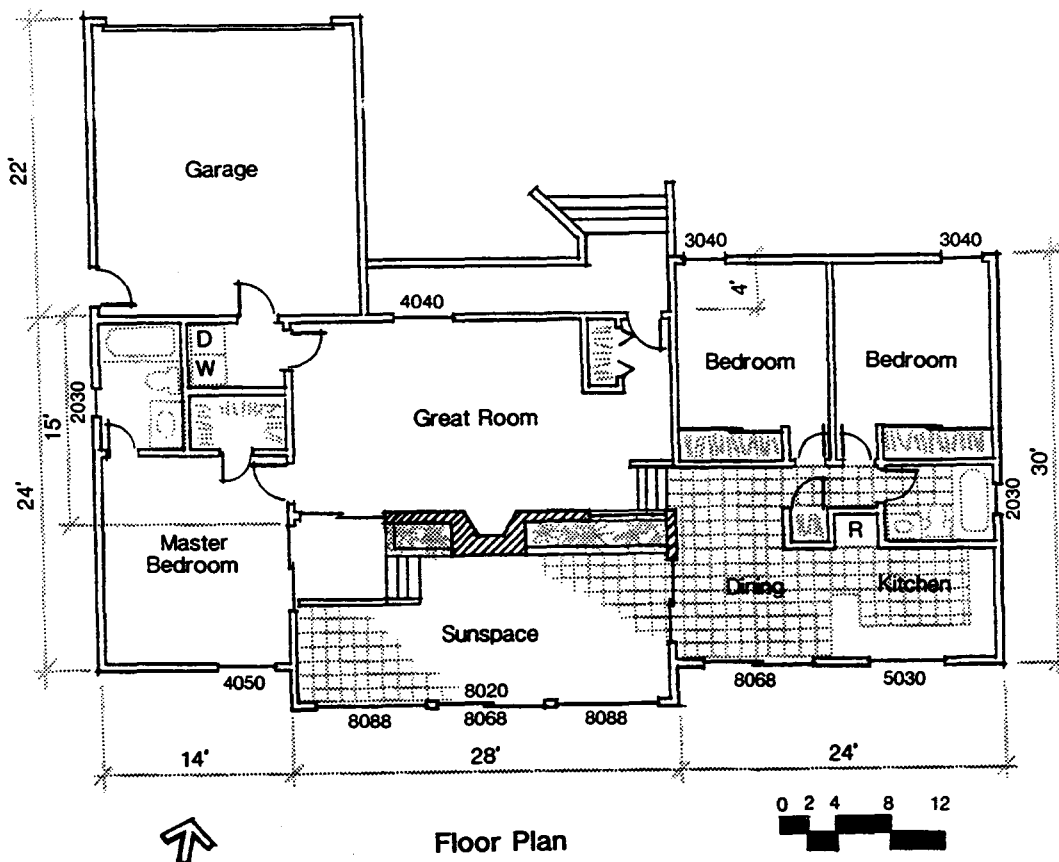 22'
Garage
3040
3040
4'
4040
D
W
Bedroom
Bedroom
2030
15'
Great Room
30'
24'
2030
R
Master
Bedroom
Dining
Kitchen
Sunspace
4050
8020
8068
5030
8088
8068
8088
14'
28'
24'
0 2 4 8 12
Floor Plan